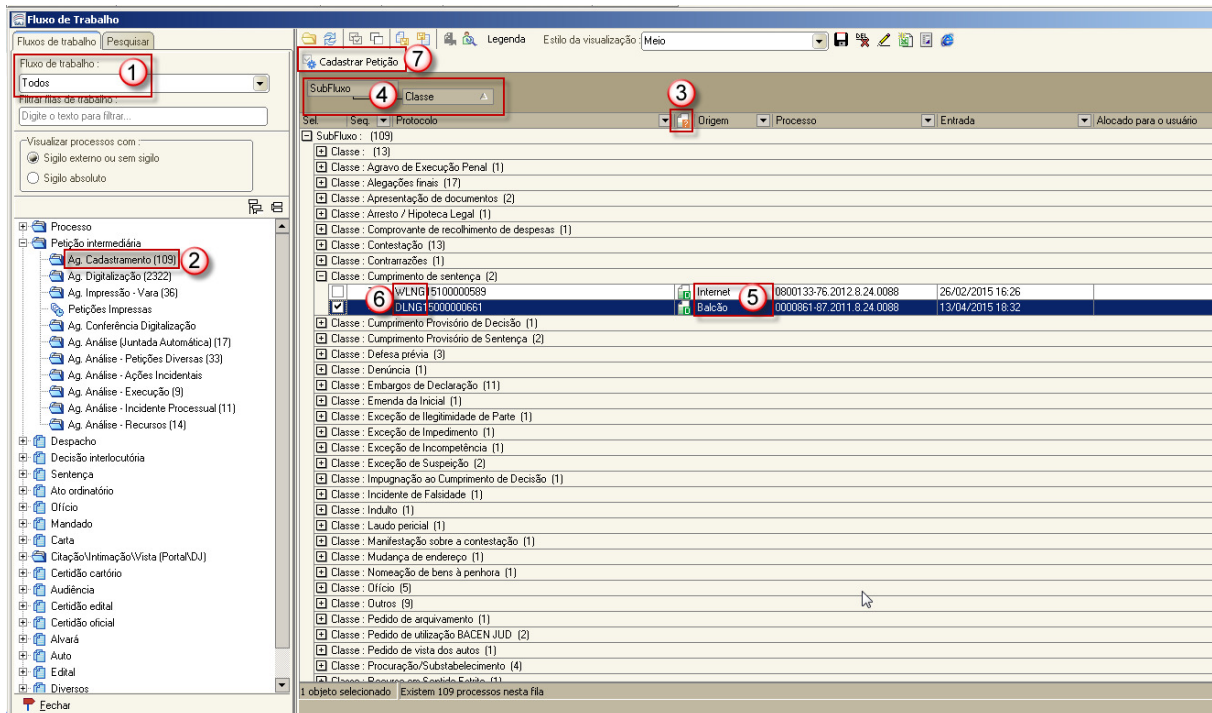 Fluxo de Trabalho
Fluxos de trabalho Pesquisar
Fluxo de trabalho :
1
Todos
Filtrar filas de trabalho :
Digite o texto para filtrar...
Visualizar processos com :
Sigilo externo ou sem sigilo
Sigilo absoluto
Processo
Petição intermediária
Ag. Cadastramento (109)
2
Ag. Digitalização (2322)
Ag. Impressão - Vara (36)
Petições Impressas
Ag. Conferência Digitalização
Ag. Análise (Juntada Automática) (17)
Ag. Análise - Petições Diversas (33)
Ag. Análise - Ações Incidentais
Ag. Análise - Execução (9)
Ag. Análise - Incidente Processual (11)
Ag. Análise - Recursos (14)
Despacho
Decisão interlocutória
Sentença
Ato ordinatório
Ofício
Mandado
Carta
Citação\Intimação\Vista (Portal\DJ)
Certidão cartório
Audiência
Certidão edital
Certidão oficial
Alvará
Auto
Edital
Diversos
Fechar
Legenda Estilo da visualização : Meio
Cadastrar Petição
7
SubFluxo
4
Classe
3
Sel. Seq. Protocolo Origem Processo Entrada Alocado para o usuário
SubFluxo : (109)
Classe : (13)
Classe : Agravo de Execução Penal (1)
Classe : Alegações finais (17)
Classe : Apresentação de documentos (2)
Classe : Arresto / Hipoteca Legal (1)
Classe : Comprovante de recolhimento de despesas (1)
Classe : Contestação (13)
Classe : Contrarrazões (1)
Classe : Cumprimento de sentença (2)
WLNG15100000589 Internet 0800133-76.2012.8.24.0088 26/02/2015 16:26
6 5
DLNG15000000661 Balcão 0000861-87.2011.8.24.0088 13/04/2015 18:32
Classe : Cumprimento Provisório de Decisão (1)
Classe : Cumprimento Provisório de Sentença (2)
Classe : Defesa prévia (3)
Classe : Denúncia (1)
Classe : Embargos de Declaração (11)
Classe : Emenda da Inicial (1)
Classe : Exceção de Ilegitimidade de Parte (1)
Classe : Exceção de Impedimento (1)
Classe : Exceção de Incompetência (1)
Classe : Exceção de Suspeição (2)
Classe : Impugnação ao Cumprimento de Decisão (1)
Classe : Incidente de Falsidade (1)
Classe : Indulto (1)
Classe : Laudo pericial (1)
Classe : Manifestação sobre a contestação (1)
Classe : Mudança de endereço (1)
Classe : Nomeação de bens à penhora (1)
Classe : Ofício (5)
Classe : Outros (9)
Classe : Pedido de arquivamento (1)
Classe : Pedido de utilização BACEN JUD (2)
Classe : Pedido de vista dos autos (1)
Classe : Procuração/Substabelecimento (4)
Classe : Recurso em Sentido Estrito (1)
1 objeto selecionado Existem 109 processos nesta fila